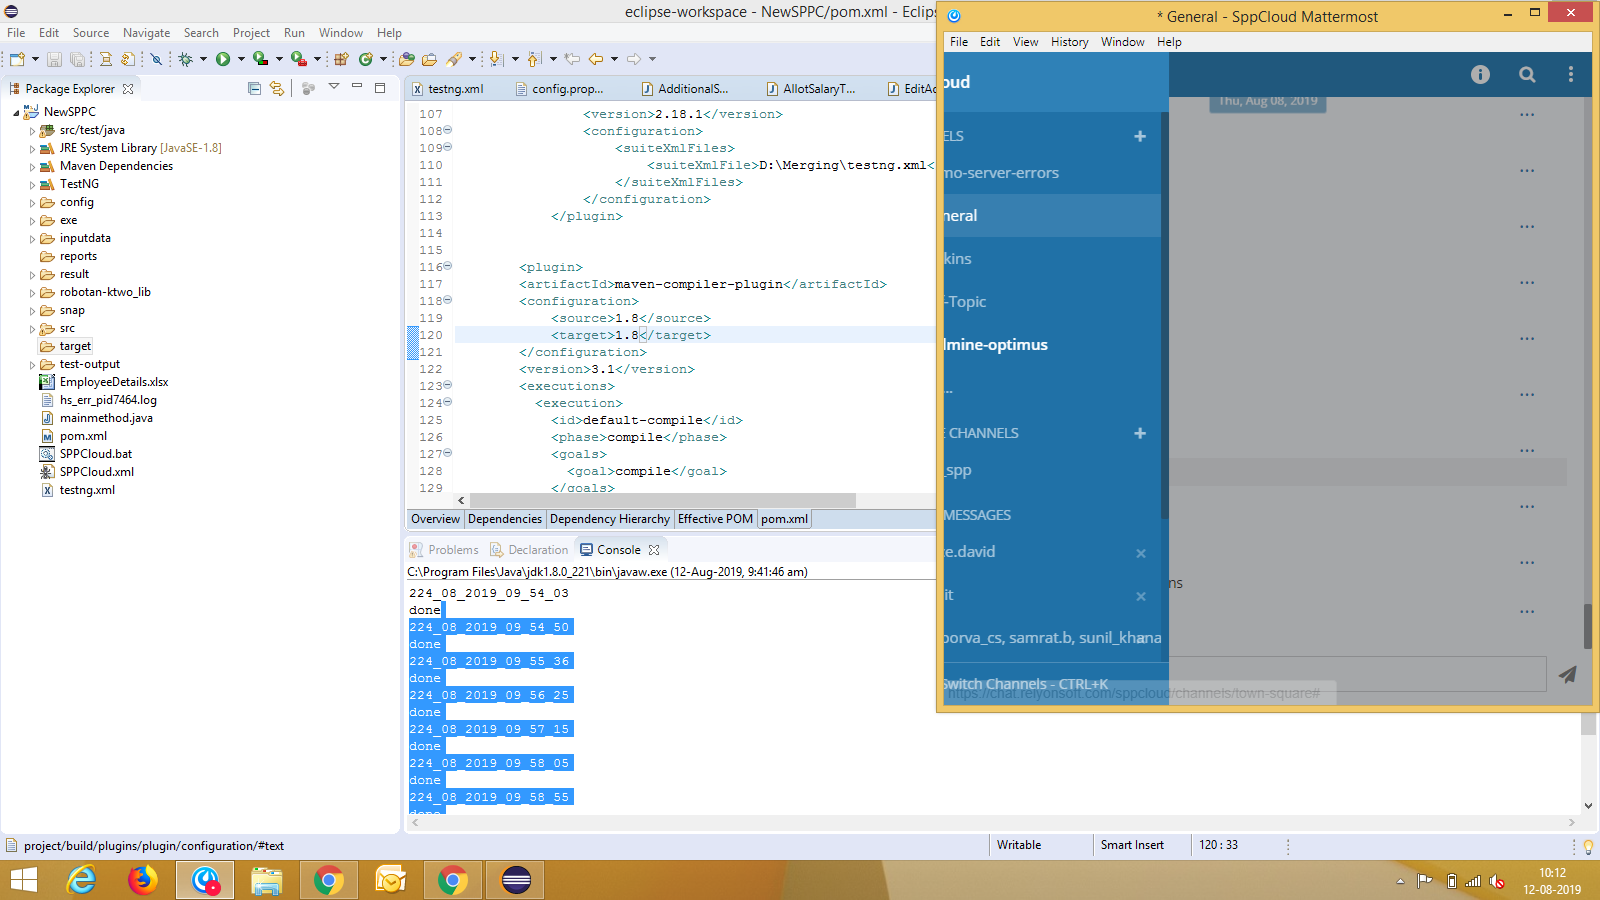 eclipse-workspace - NewSPPC/pom.xml - Eclips
File Edit Source Navigate Search Project Run Window Help
Package Explorer
NewSPPC
src/test/java
JRE System Library [JavaSE-1.8]
Maven Dependencies
TestNG
config
exe
inputdata
reports
result
robotan-ktwo_lib
snap
src
target
test-output
EmployeeDetails.xlsx
hs_err_pid7464.log
mainmethod.java
pom.xml
SPPCloud.bat
SPPCloud.xml
testng.xml
testng.xml config.prop... AdditionalS... AllotSalaryT... EditAc
107 <version>2.18.1</version>
108 <configuration>
109 <suiteXmlFiles>
110 <suiteXmlFile>D:\Merging\testng.xml<
111 </suiteXmlFiles>
112 </configuration>
113 </plugin>
114
115
116 <plugin>
117 <artifactId>maven-compiler-plugin</artifactId>
118 <configuration>
119 <source>1.8</source>
120 <target>1.8</target>
121 </configuration>
122 <version>3.1</version>
123 <executions>
124 <execution>
125 <id>default-compile</id>
126 <phase>compile</phase>
127 <goals>
128 <goal>compile</goal>
129 </goals>
Overview Dependencies Dependency Hierarchy Effective POM pom.xml
Problems Declaration Console
C:\Program Files\Java\jdk1.8.0_221\bin\javaw.exe (12-Aug-2019, 9:41:46 am)
224_08_2019_09_54_03
done
224_08_2019_09_54_50
done
224_08_2019_09_55_36
done
224_08_2019_09_56_25
done
224_08_2019_09_57_15
done
224_08_2019_09_58_05
done
224_08_2019_09_58_55
done
* General - SppCloud Mattermost
File Edit View History Window Help
oud
Thu, Aug 08, 2019
ELS
mo-server-errors
neral
kins
-Topic
lmine-optimus
...
E CHANNELS
_spp
MESSAGES
te.david
ns
it
oorva_cs, samrat.b, sunil_khana
Switch Channels - CTRL+K
https://chat.relyonsoft.com/sppcloud/channels/town-square#
project/build/plugins/plugin/configuration/#text
Writable
Smart Insert
120 : 33
10:12
12-08-2019